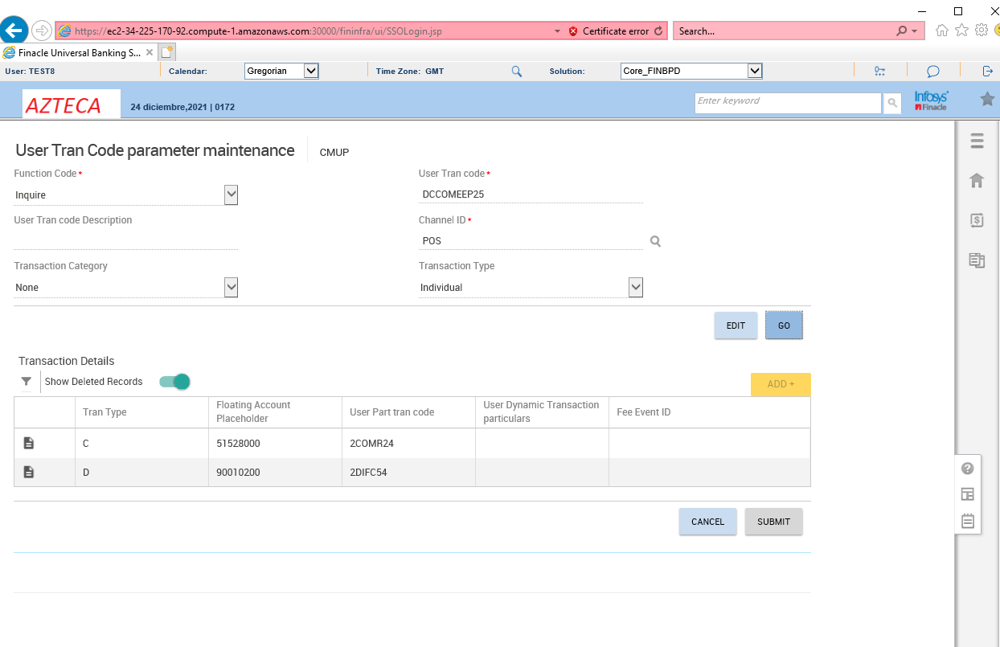 https://ec2-34-225-170-92.compute-1.amazonaws.com:30000/fininfra/ui/SSOLogin.jsp Certificate error Search...
Finacle Universal Banking S...
User: TEST8 Calendar: Gregorian Time Zone: GMT Solution: Core_FINBPD
AZTECA 24 diciembre,2021 | 0172 Enter keyword Infosys Finacle
User Tran Code parameter maintenance CMUP
Function Code * User Tran code *
Inquire DCCOMEEP25
User Tran code Description Channel ID *
POS
Transaction Category Transaction Type
None Individual
EDIT GO
Transaction Details
Show Deleted Records ADD +
Tran Type Floating Account Placeholder User Part tran code User Dynamic Transaction particulars Fee Event ID
C 51528000 2COMR24
D 90010200 2DIFC54
CANCEL SUBMIT